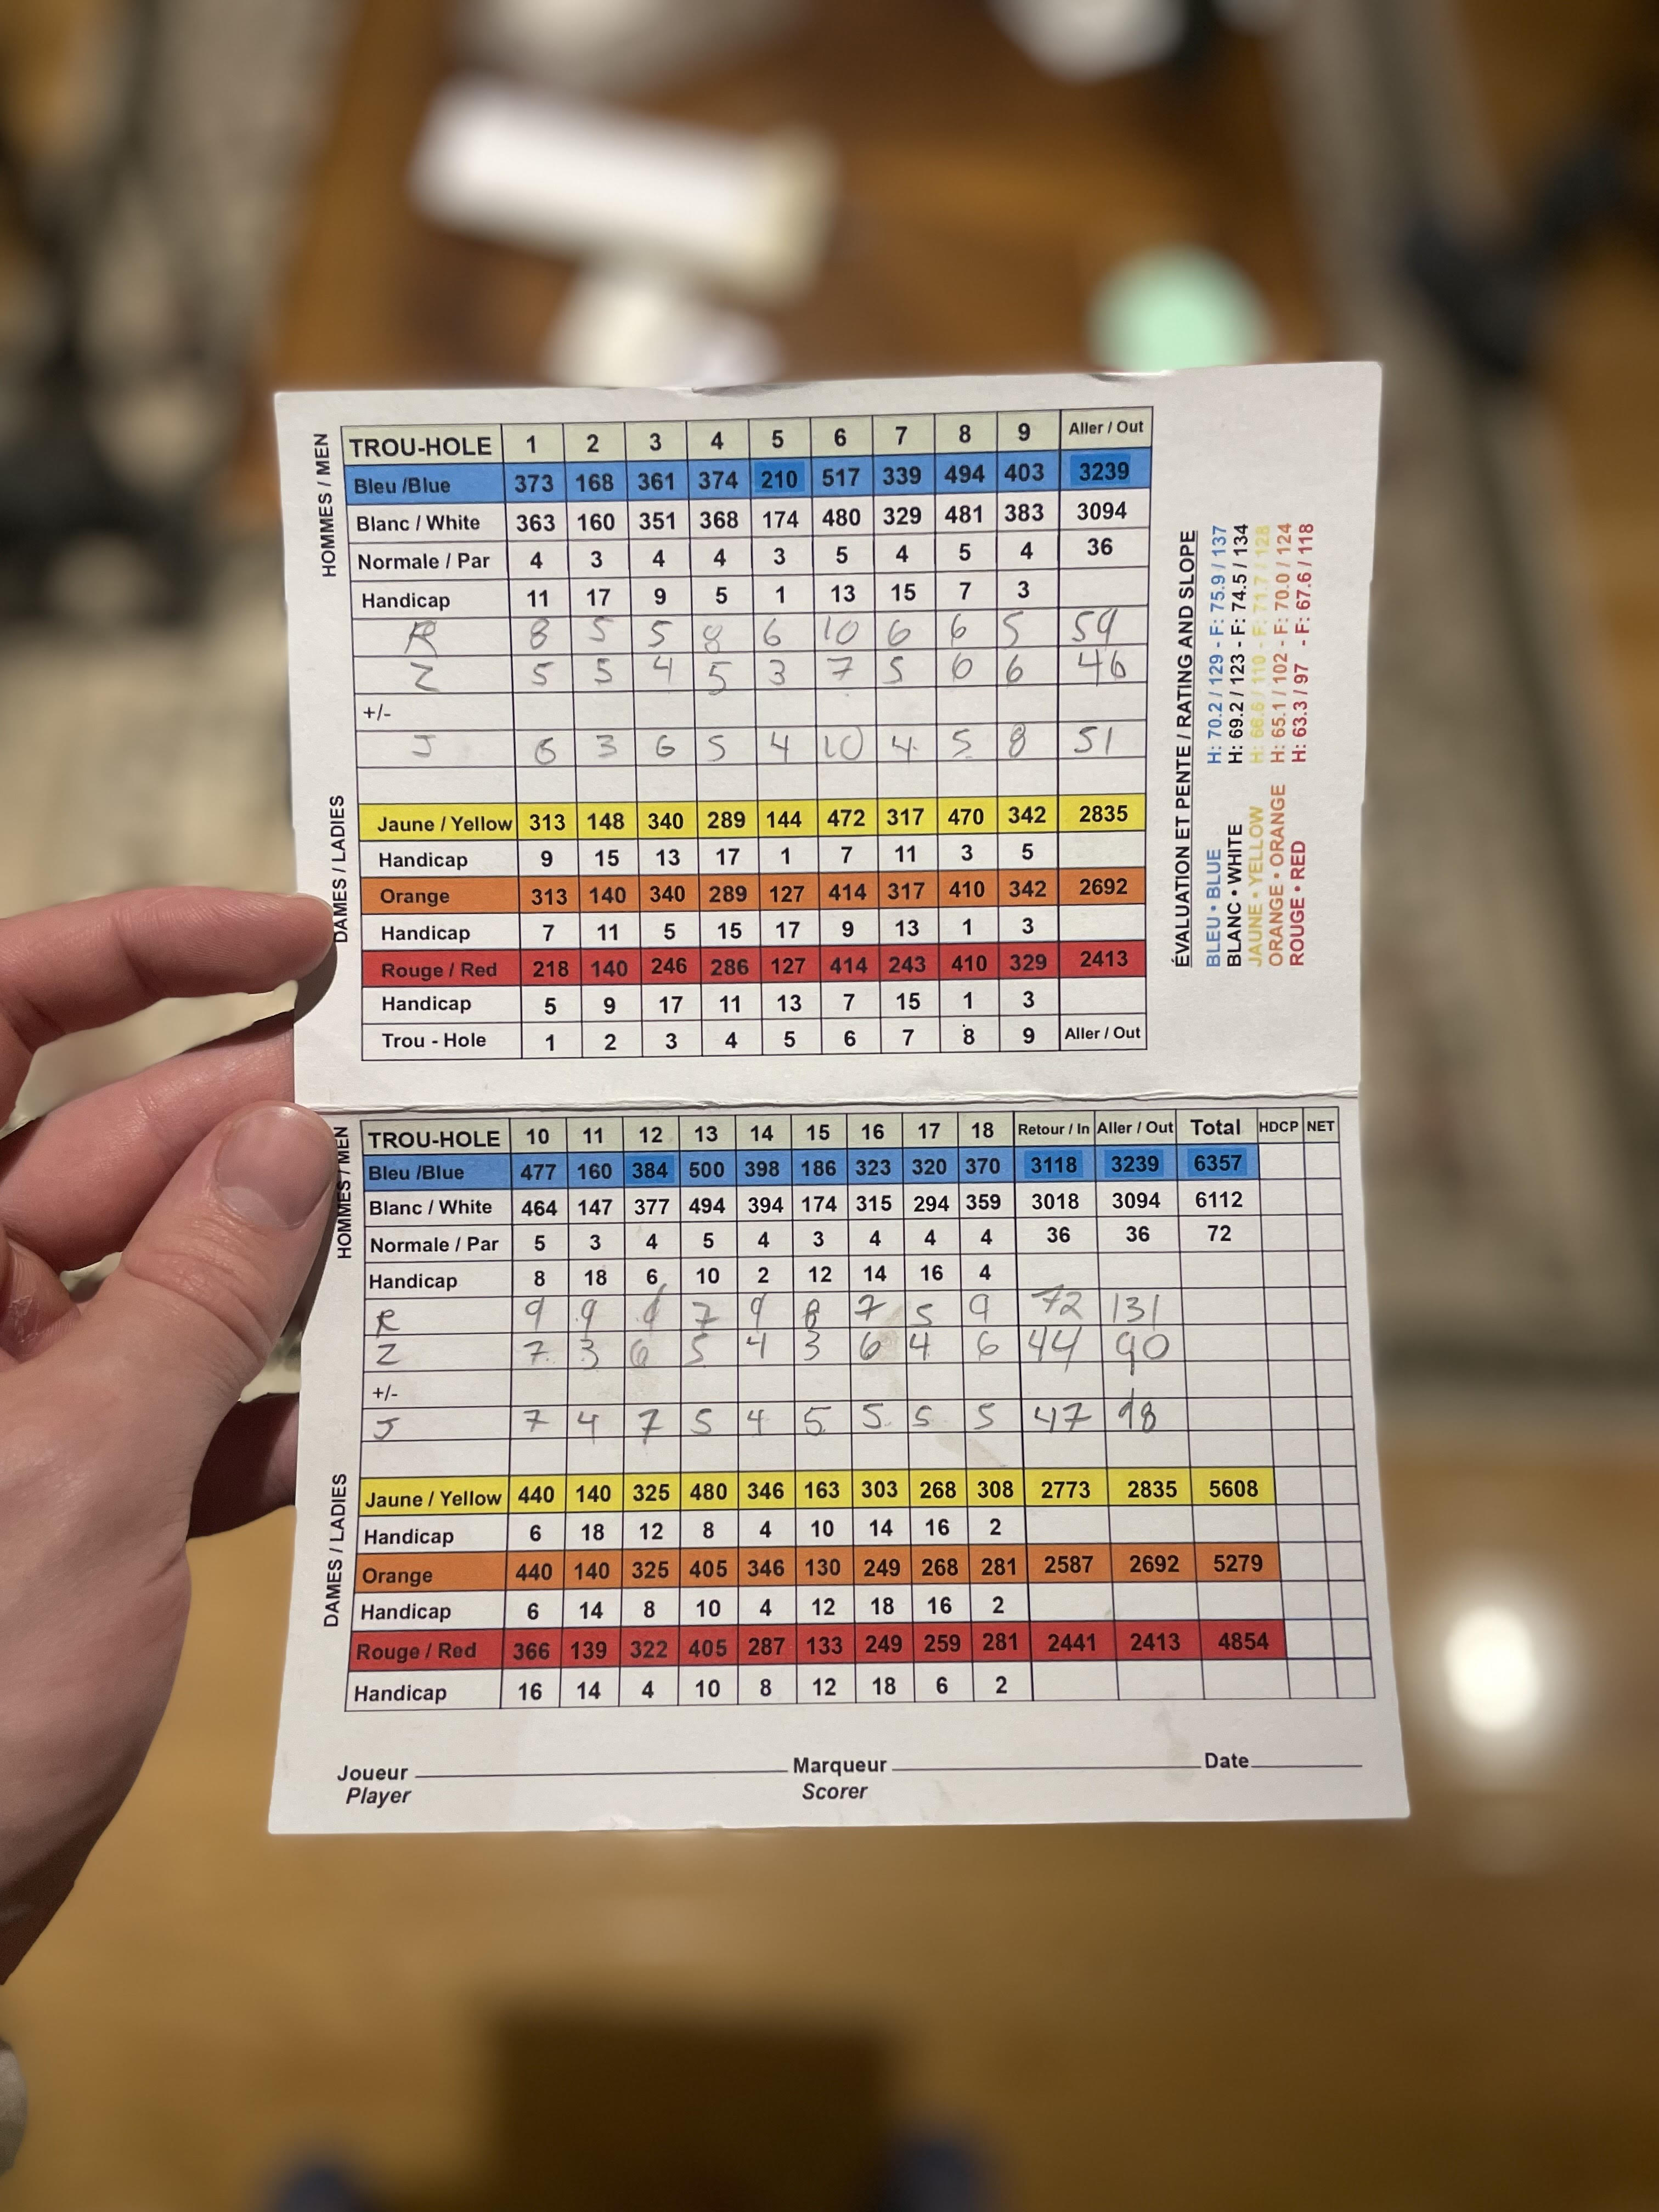 HOMMES / MEN
TROU-HOLE 1 2 3 4 5 6 7 8 9 Aller / Out
Bleu /Blue 373 168 361 374 210 517 339 494 403 3239
Blanc / White 363 160 351 368 174 480 329 481 383 3094
Normale / Par 4 3 4 4 3 5 4 5 4 36
Handicap 11 17 9 5 1 13 15 7 3
R 8 5 5 8 6 10 6 6 5 59
Z 5 5 4 5 3 7 5 6 6 46
+/-
J 6 3 6 5 4 10 4 5 8 51
DAMES / LADIES
Jaune / Yellow 313 148 340 289 144 472 317 470 342 2835
Handicap 9 15 13 17 1 7 11 3 5
Orange 313 140 340 289 127 414 317 410 342 2692
Handicap 7 11 5 15 17 9 13 1 3
Rouge / Red 218 140 246 286 127 414 243 410 329 2413
Handicap 5 9 17 11 13 7 15 1 3
Trou - Hole 1 2 3 4 5 6 7 8 9 Aller / Out
ÉVALUATION ET PENTE / RATING AND SLOPE
BLEU • BLUE H: 70.2 / 129 - F: 75.9 / 137
BLANC • WHITE H: 69.2 / 123 - F: 74.5 / 134
JAUNE • YELLOW H: 66.5 / 110 - F: 71.7 / 128
ORANGE • ORANGE H: 65.1 / 102 - F: 70.0 / 124
ROUGE • RED H: 63.3 / 97 - F: 67.6 / 118
HOMMES / MEN
TROU-HOLE 10 11 12 13 14 15 16 17 18 Retour / In Aller / Out Total HDCP NET
Bleu /Blue 477 160 384 500 398 186 323 320 370 3118 3239 6357
Blanc / White 464 147 377 494 394 174 315 294 359 3018 3094 6112
Normale / Par 5 3 4 5 4 3 4 4 4 36 36 72
Handicap 8 18 6 10 2 12 14 16 4
R 9 9 7 9 8 7 5 9 72 131
Z 7 3 6 5 4 3 6 4 6 44 90
+/-
J 7 4 7 5 4 5 5 5 5 47 98
DAMES / LADIES
Jaune / Yellow 440 140 325 480 346 163 303 268 308 2773 2835 5608
Handicap 6 18 12 8 4 10 14 16 2
Orange 440 140 325 405 346 130 249 268 281 2587 2692 5279
Handicap 6 14 8 10 4 12 18 16 2
Rouge / Red 366 139 322 405 287 133 249 259 281 2441 2413 4854
Handicap 16 14 4 10 8 12 18 6 2
Joueur Marqueur Date
Player Scorer